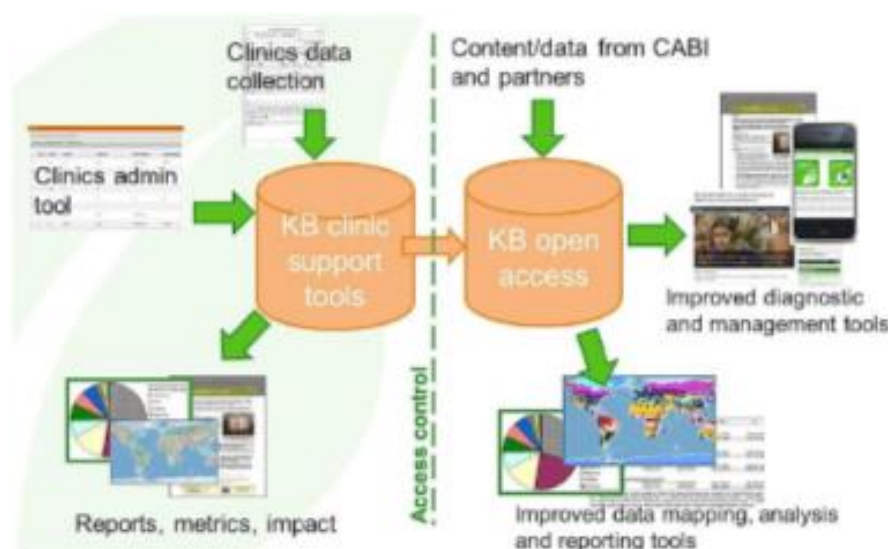 Clinics data
collection
Content/data from CABI
and partners
Clinics admin
tool
KB clinic
support
tools
KB open
access
Improved diagnostic
and management tools
Access control
Reports, metrics, impact
Improved data mapping, analysis
and reporting tools